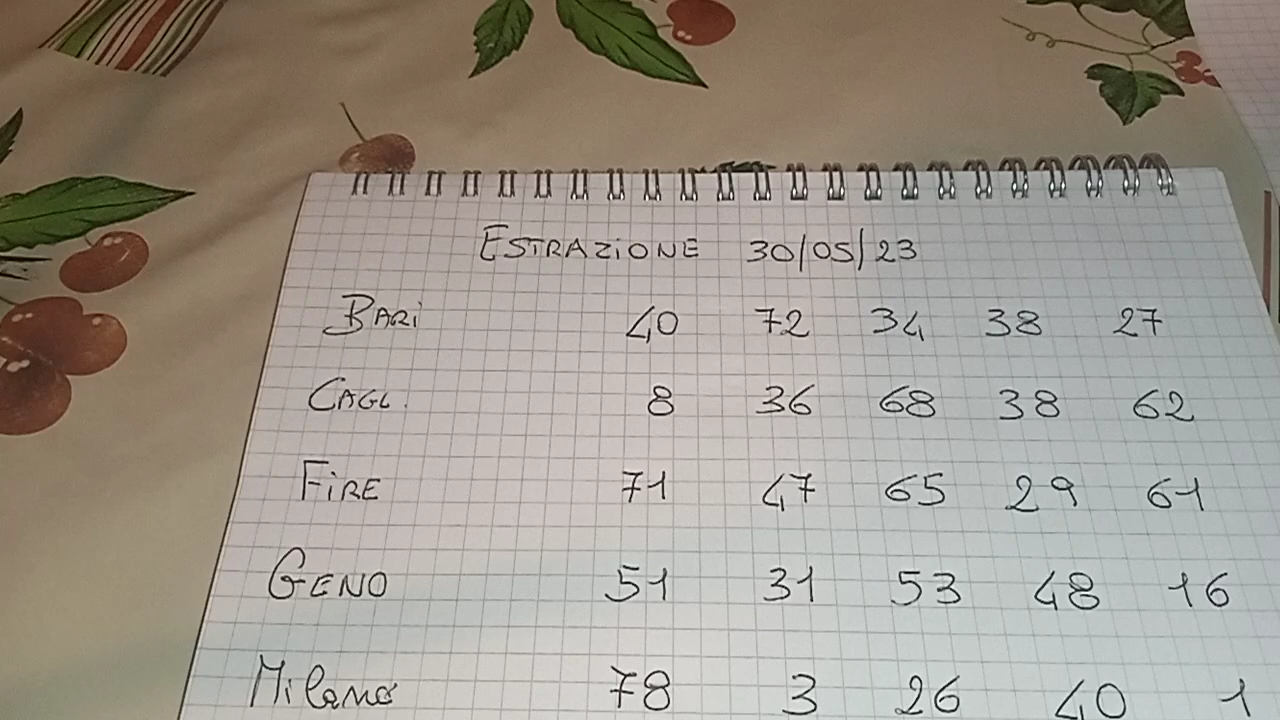 ESTRAZIONE 30/05/23
BARI 40 72 34 38 27
CAGL. 8 36 68 38 62
FIRE 71 47 65 29 61
GENO 51 31 53 48 16
Milano 78 3 26 40 1